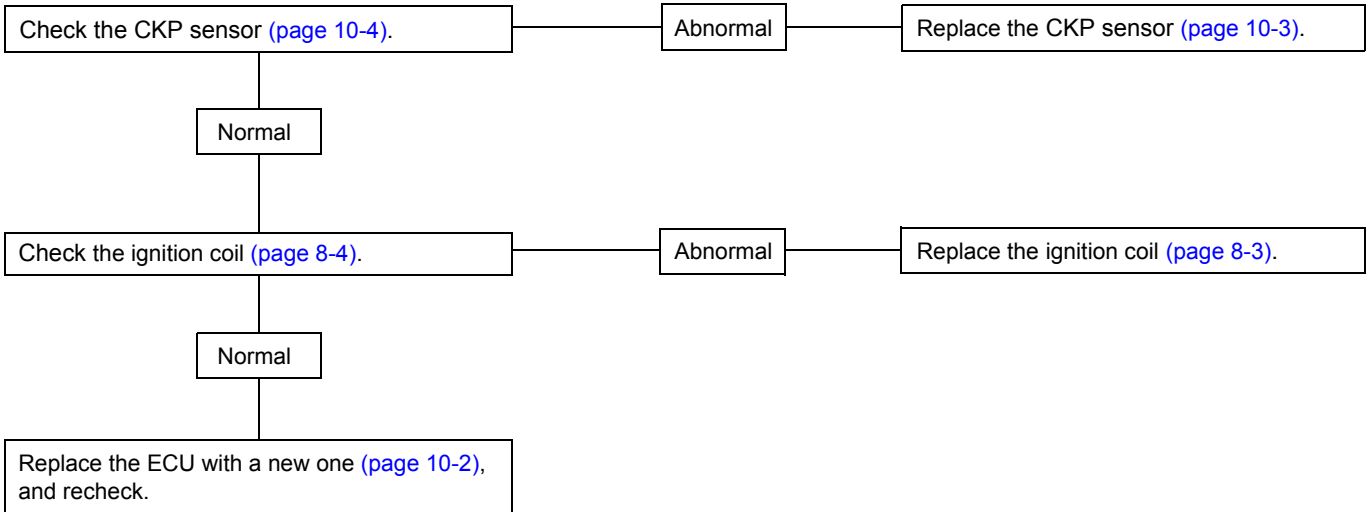 Check the CKP sensor (page 10-4).
Abnormal
Replace the CKP sensor (page 10-3).
Normal
Check the ignition coil (page 8-4).
Abnormal
Replace the ignition coil (page 8-3).
Normal
Replace the ECU with a new one (page 10-2),
and recheck.